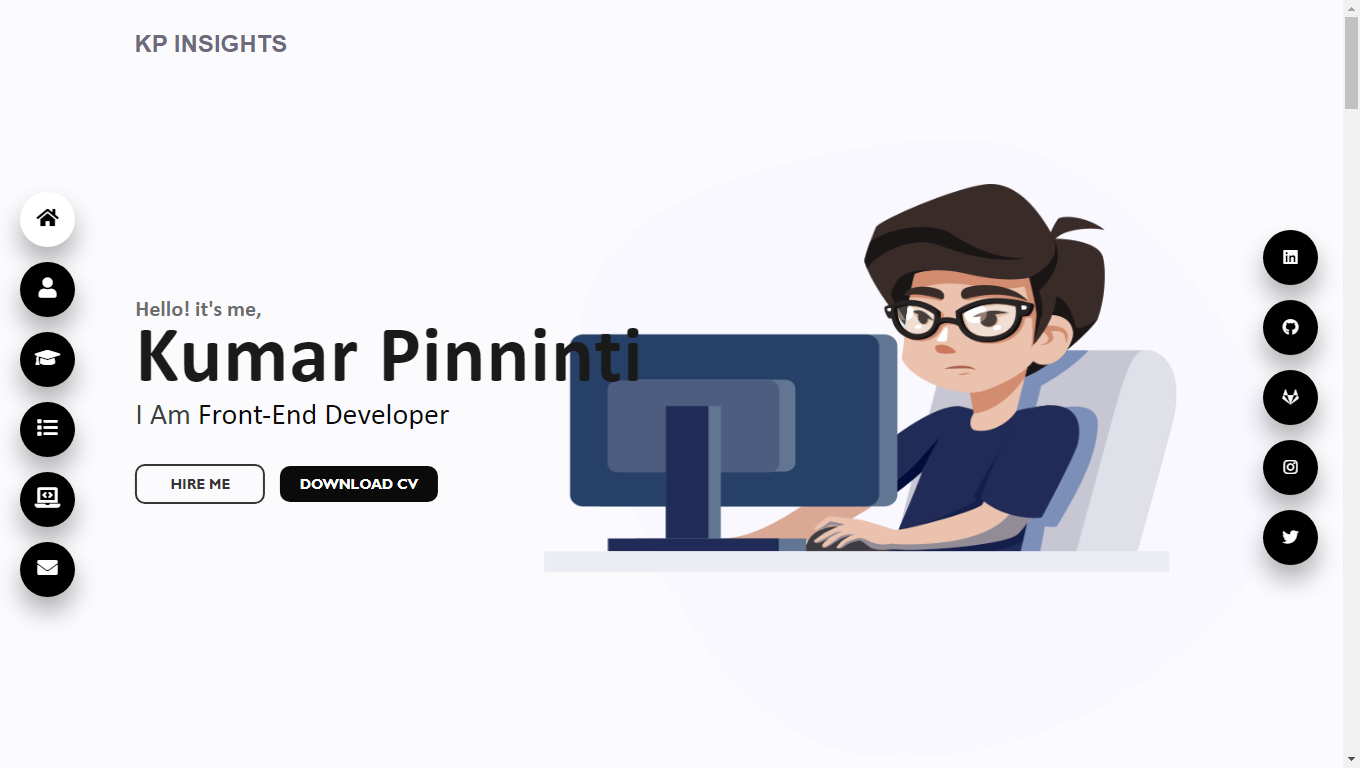 KP INSIGHTS
Hello! it's me,
Kumar Pinninti
I Am Front-End Developer
HIRE ME
DOWNLOAD CV